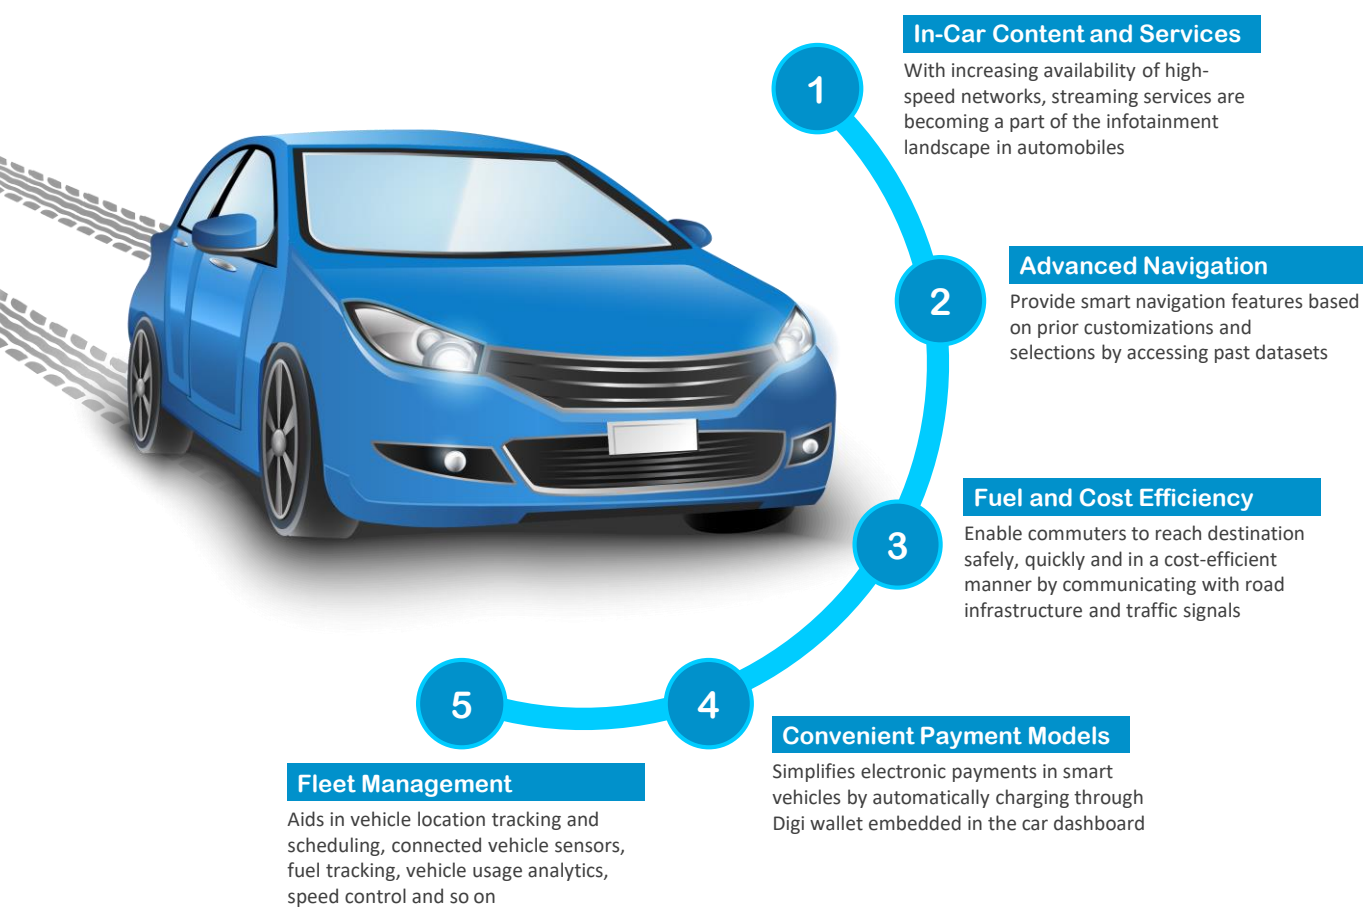 1
In-Car Content and Services
With increasing availability of high-
speed networks, streaming services are
becoming a part of the infotainment
landscape in automobiles
2
Advanced Navigation
Provide smart navigation features based
on prior customizations and
selections by accessing past datasets
3
Fuel and Cost Efficiency
Enable commuters to reach destination
safely, quickly and in a cost-efficient
manner by communicating with road
infrastructure and traffic signals
4
Convenient Payment Models
Simplifies electronic payments in smart
vehicles by automatically charging through
Digi wallet embedded in the car dashboard
5
Fleet Management
Aids in vehicle location tracking and
scheduling, connected vehicle sensors,
fuel tracking, vehicle usage analytics,
speed control and so on